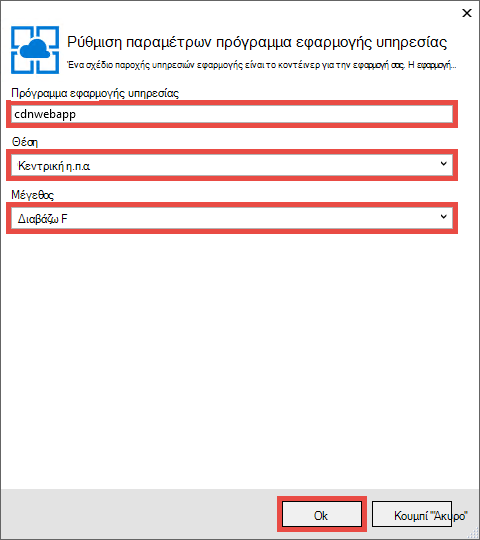 Ρύθμιση παραμέτρων πρόγραμμα εφαρμογής υπηρεσίας
Ένα σχέδιο παροχής υπηρεσιών εφαρμογής είναι το κοντέινερ για την εφαρμογή σας. Η εφαρμογή...
Πρόγραμμα εφαρμογής υπηρεσίας
cdnwebapp
Θέση
Κεντρική η.π.α
Μέγεθος
Διαβάζω F
Ok
Κουμπί "Άκυρο"